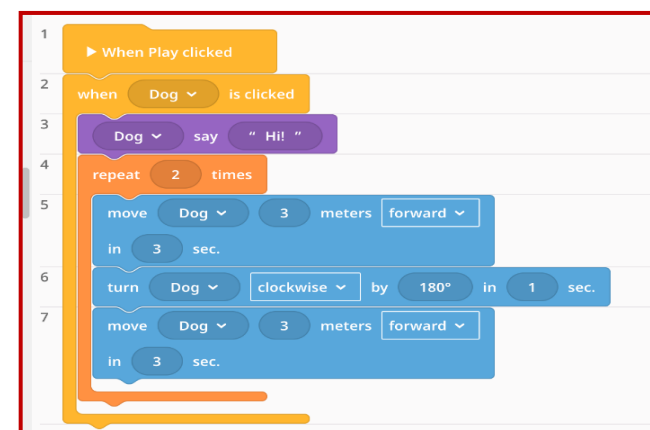 1
▶ When Play clicked
2
when Dog is clicked
3
Dog say “ Hi! ”
4
repeat 2 times
5
move Dog 3 meters forward
in 3 sec.
6
turn Dog clockwise by 180° in 1 sec.
7
move Dog 3 meters forward
in 3 sec.